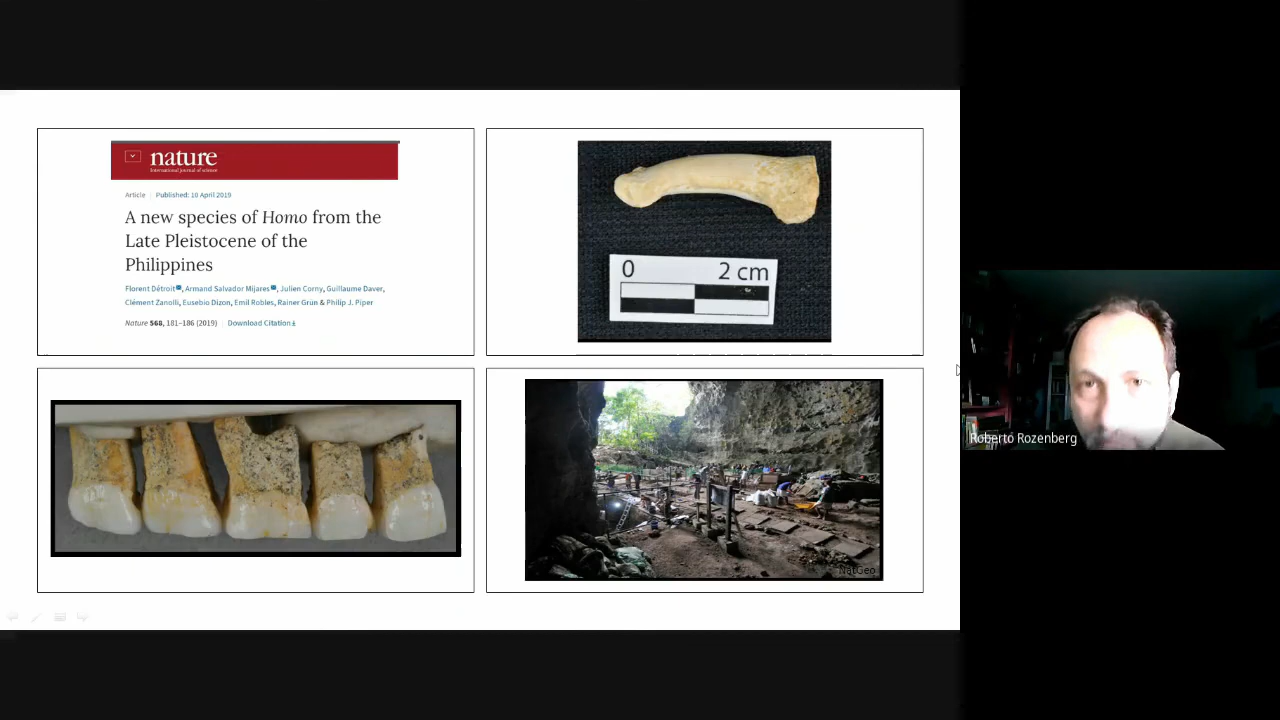 nature
International journal of science
Article | Published: 10 April 2019
A new species of Homo from the
Late Pleistocene of the
Philippines
Florent Détroit, Armand Salvador Mijares, Julien Corny, Guillaume Daver,
Clément Zanolli, Eusebio Dizon, Emil Robles, Rainer Grün & Philip J. Piper
Nature 568, 181–186 (2019) | Download Citation
0 2 cm
NatGeo
Roberto Rozenberg